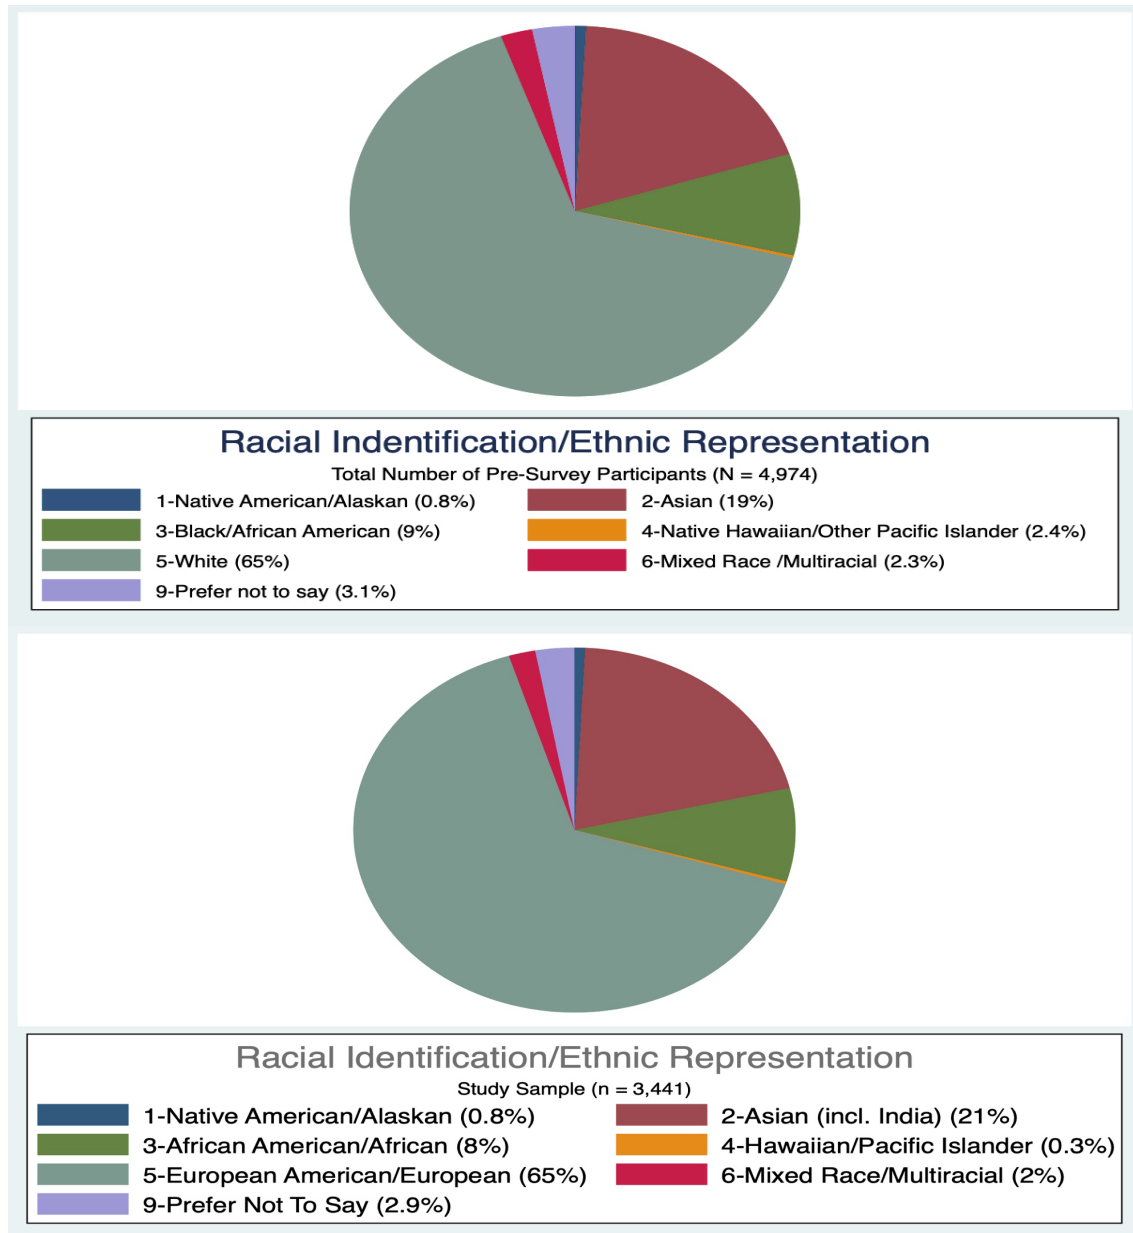 Racial Indentification/Ethnic Representation
Total Number of Pre-Survey Participants (N = 4,974)
1-Native American/Alaskan (0.8%)
2-Asian (19%)
3-Black/African American (9%)
4-Native Hawaiian/Other Pacific Islander (2.4%)
5-White (65%)
6-Mixed Race /Multiracial (2.3%)
9-Prefer not to say (3.1%)
Racial Identification/Ethnic Representation
Study Sample (n = 3,441)
1-Native American/Alaskan (0.8%)
2-Asian (incl. India) (21%)
3-African American/African (8%)
4-Hawaiian/Pacific Islander (0.3%)
5-European American/European (65%)
6-Mixed Race/Multiracial (2%)
9-Prefer Not To Say (2.9%)